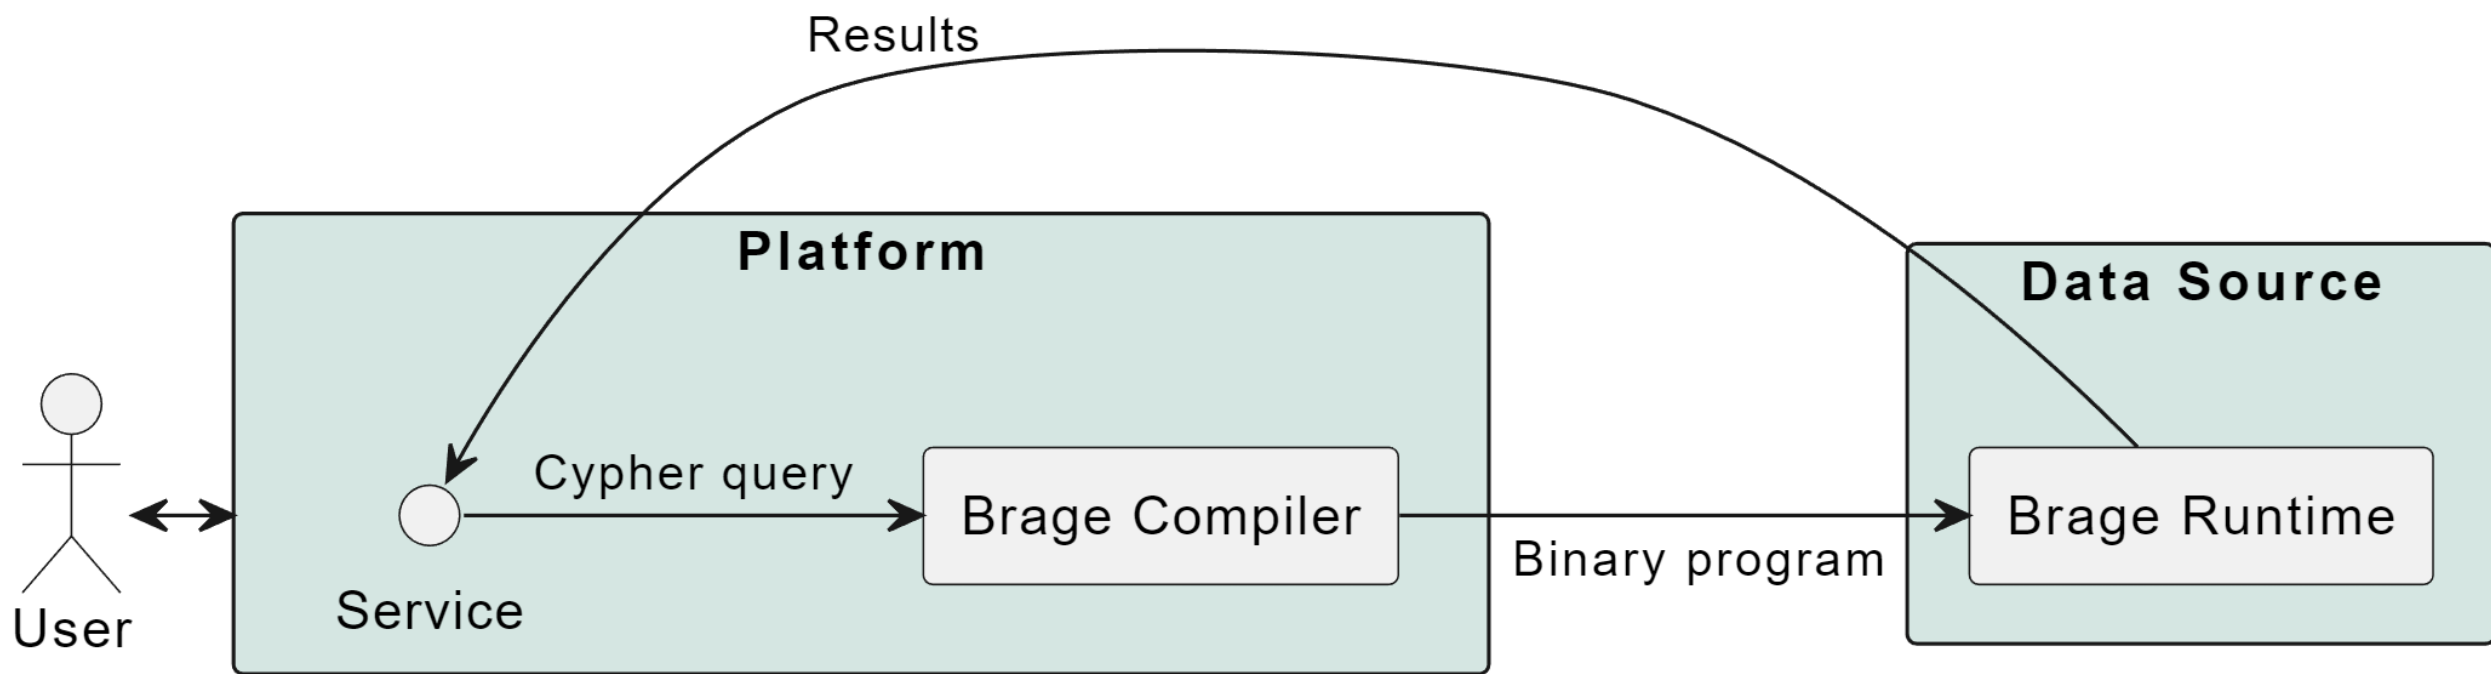 Results
Platform
Data Source
Cypher query
Brage Compiler
Brage Runtime
Binary program
Service
User